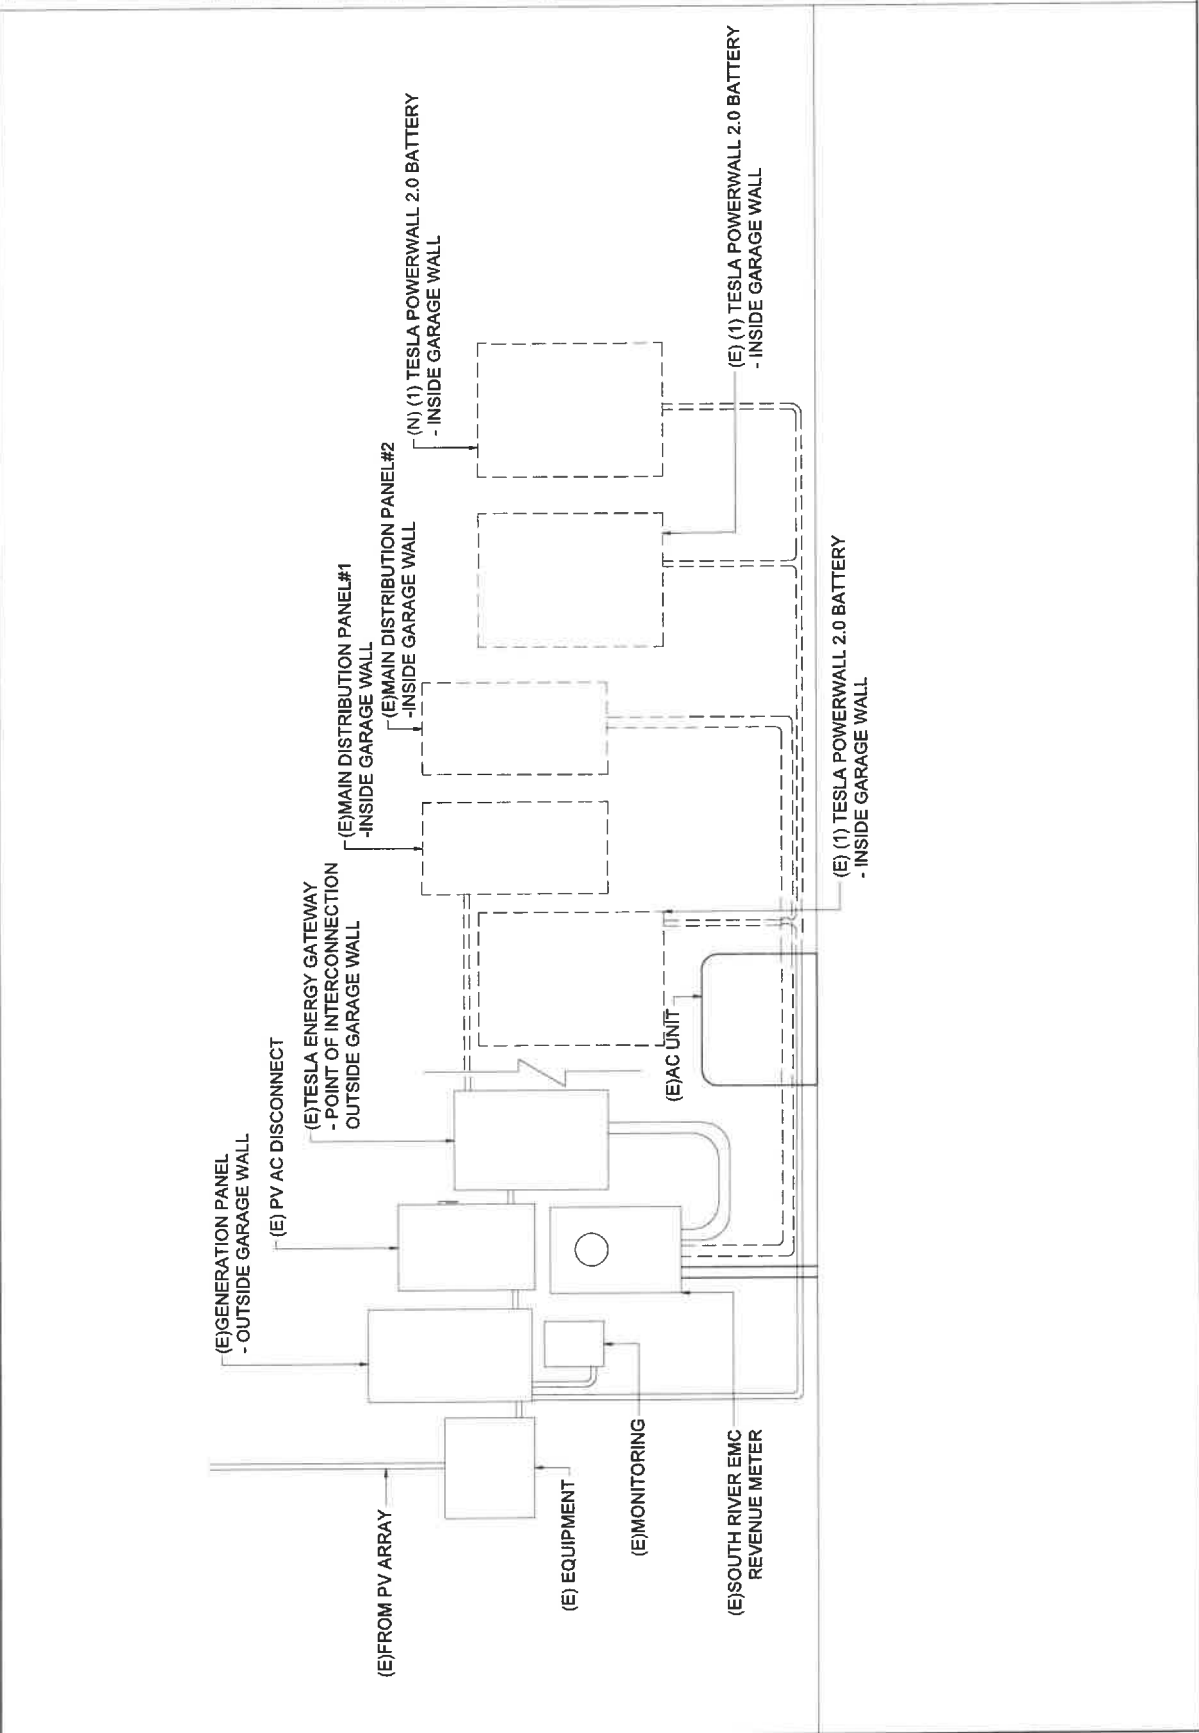 (E)FROM PV ARRAY
(E)GENERATION PANEL
- OUTSIDE GARAGE WALL
(E) PV AC DISCONNECT
(E)TESLA ENERGY GATEWAY
- POINT OF INTERCONNECTION
OUTSIDE GARAGE WALL
(E)MAIN DISTRIBUTION PANEL#1
-INSIDE GARAGE WALL
(E)MAIN DISTRIBUTION PANEL#2
-INSIDE GARAGE WALL
(N) (1) TESLA POWERWALL 2.0 BATTERY
- INSIDE GARAGE WALL
(E) EQUIPMENT
(E)MONITORING
(E)SOUTH RIVER EMC
REVENUE METER
(E)AC UNIT
(E) (1) TESLA POWERWALL 2.0 BATTERY
- INSIDE GARAGE WALL
(E) (1) TESLA POWERWALL 2.0 BATTERY
- INSIDE GARAGE WALL